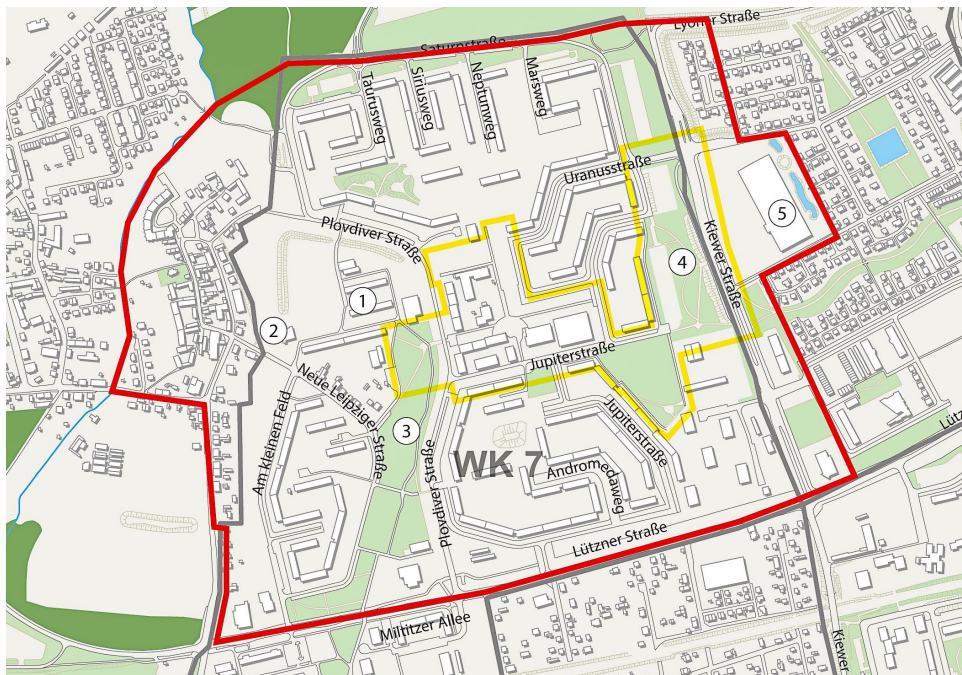 Lyoner Straße
Saturnstraße
Taurusweg
Siriusweg
Neptunweg
Marsweg
Uranusstraße
5
Plovdiver Straße
4
Kiewer Straße
1
2
Jupiterstraße
Neue Leipziger Straße
Am kleinen Feld
3
Jupiterstraße
Plovdiver Straße
WK 7
Andromedaweg
Lützner Straße
Miltitzer Allee
Kiewer
Lütz